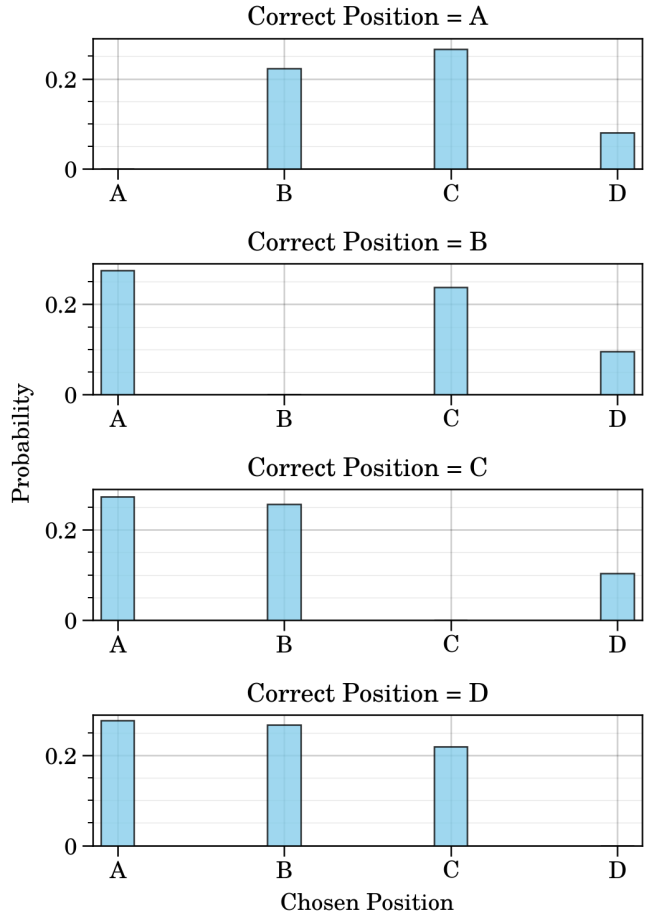 Correct Position = A
0.2
0
A B C D
Correct Position = B
0.2
0
A B C D
Probability
Correct Position = C
0.2
0
A B C D
Correct Position = D
0.2
0
A B C D
Chosen Position